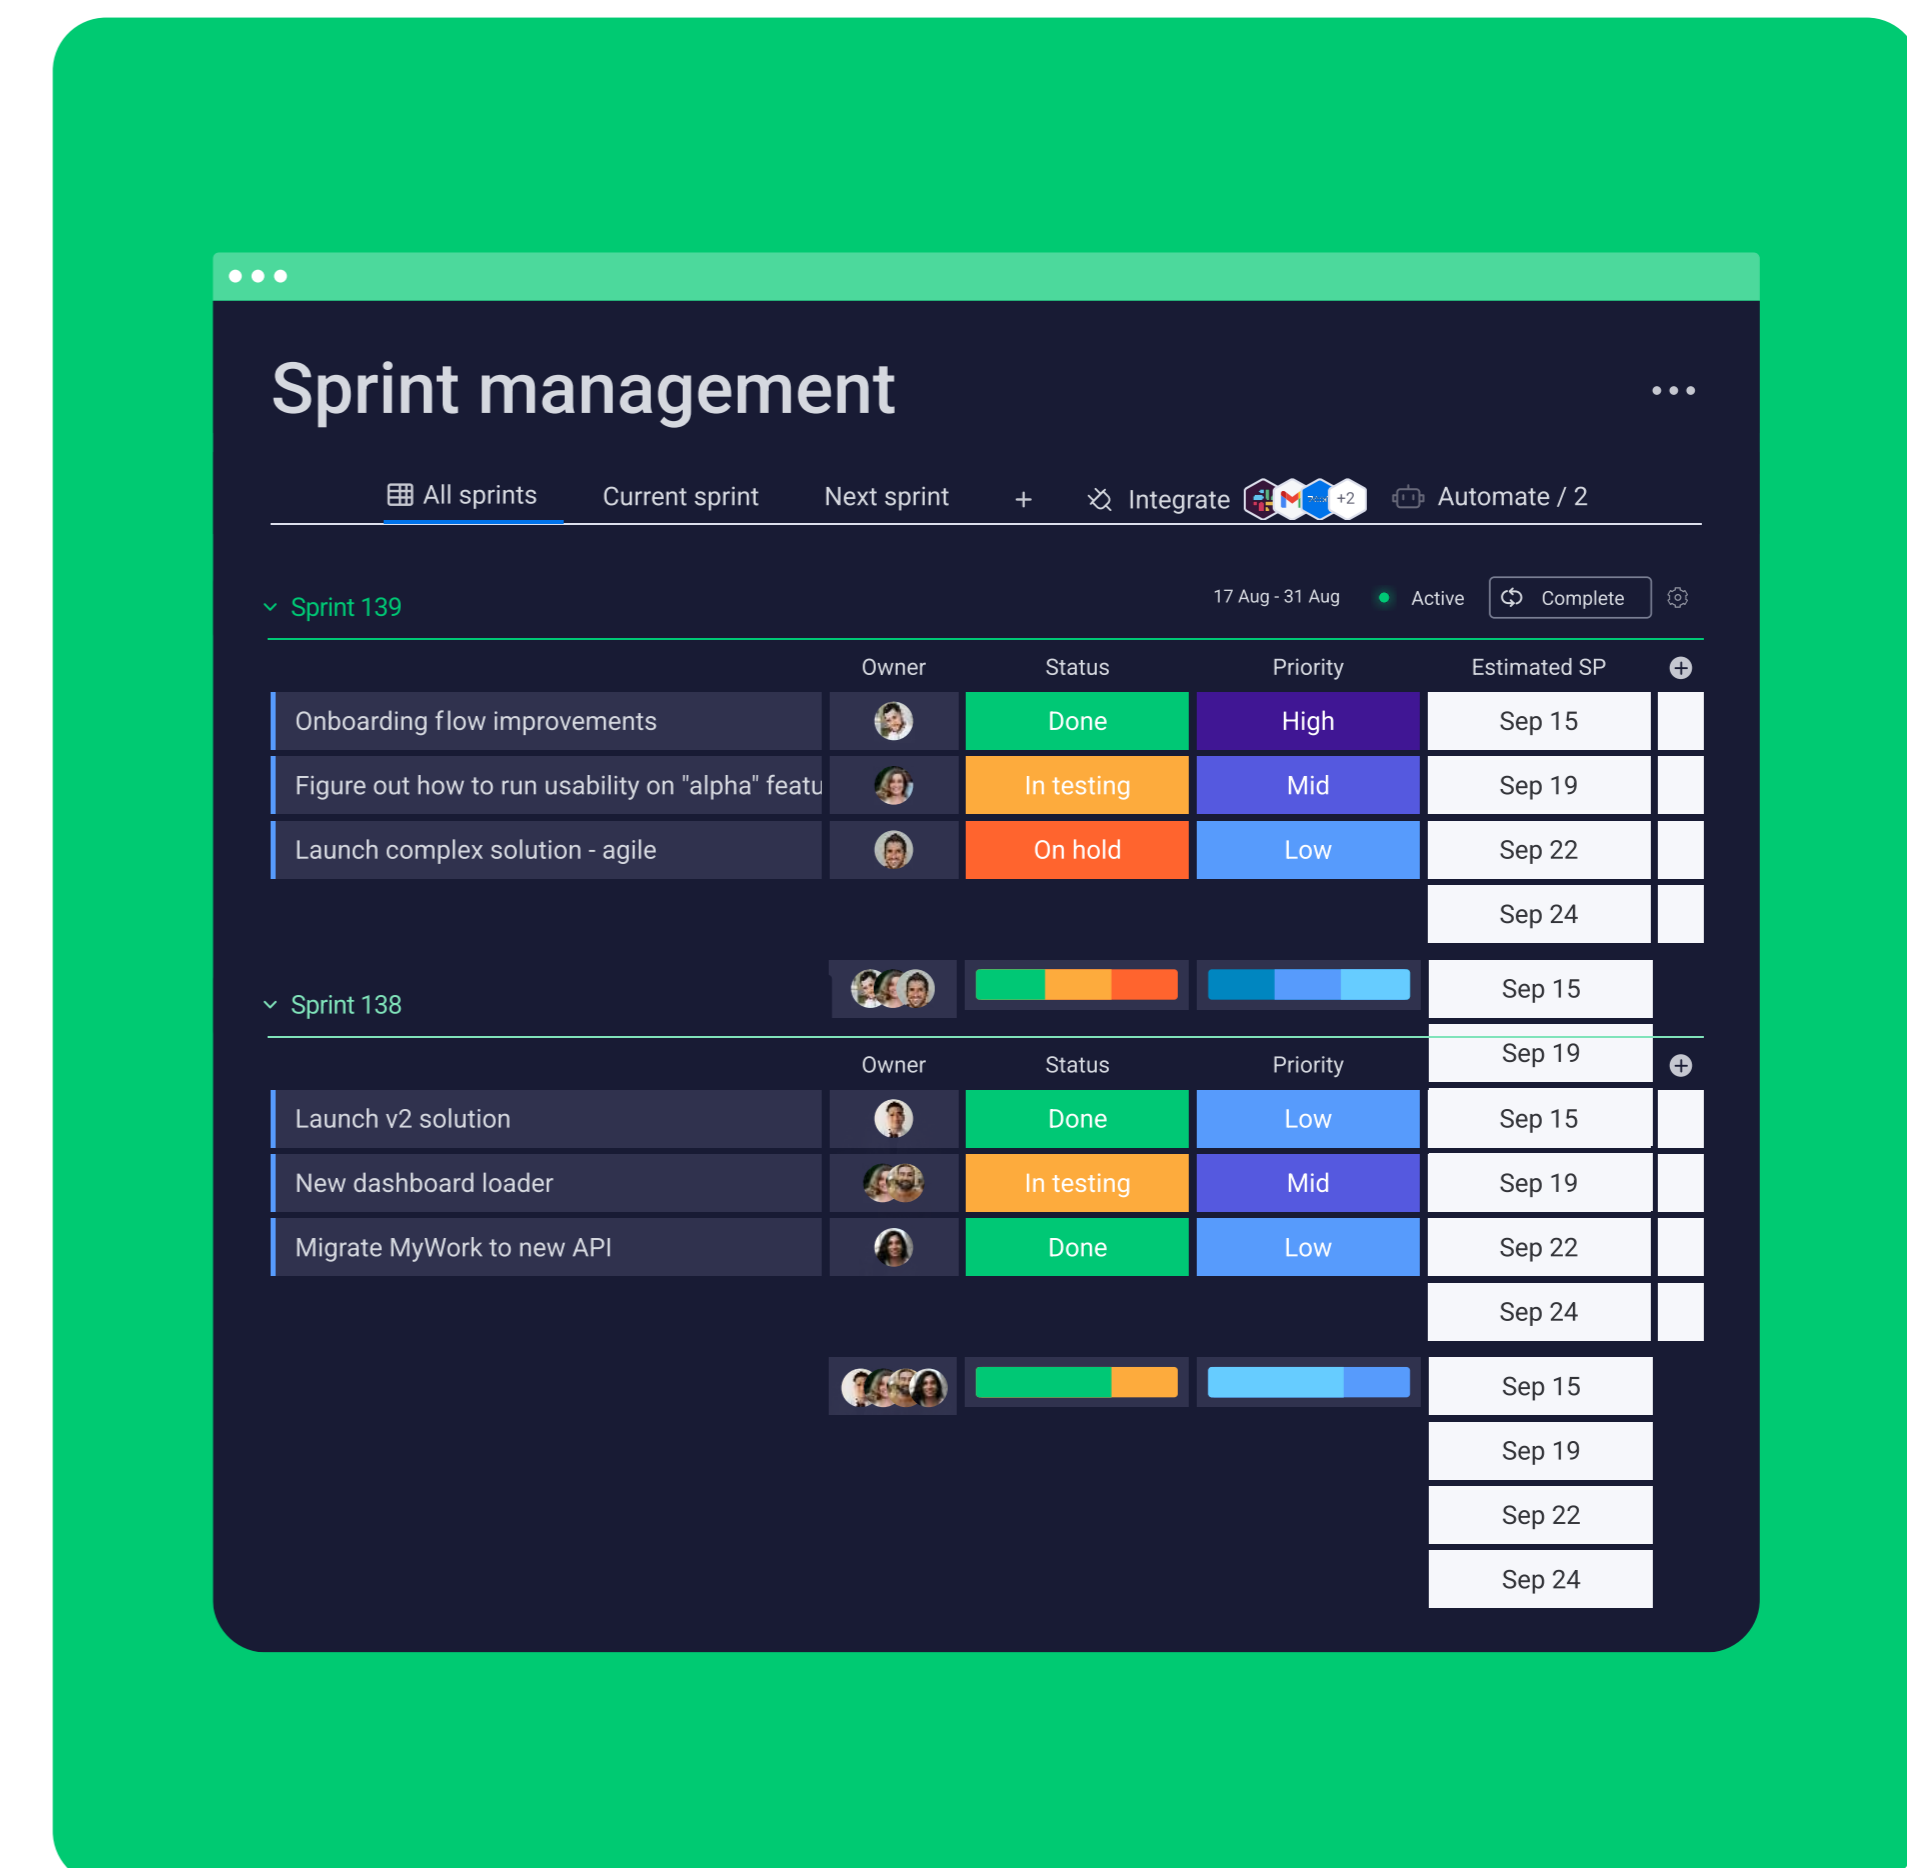 Sprint management
All sprints Current sprint Next sprint + Integrate +2 Automate / 2
Sprint 139 17 Aug - 31 Aug Active Complete
Owner Status Priority Estimated SP
Onboarding flow improvements Done High Sep 15
Figure out how to run usability on "alpha" featu In testing Mid Sep 19
Launch complex solution - agile On hold Low Sep 22
Sep 24
Sep 15
Sprint 138
Sep 19
Owner Status Priority
Launch v2 solution Done Low Sep 15
New dashboard loader In testing Mid Sep 19
Migrate MyWork to new API Done Low Sep 22
Sep 24
Sep 15
Sep 19
Sep 22
Sep 24